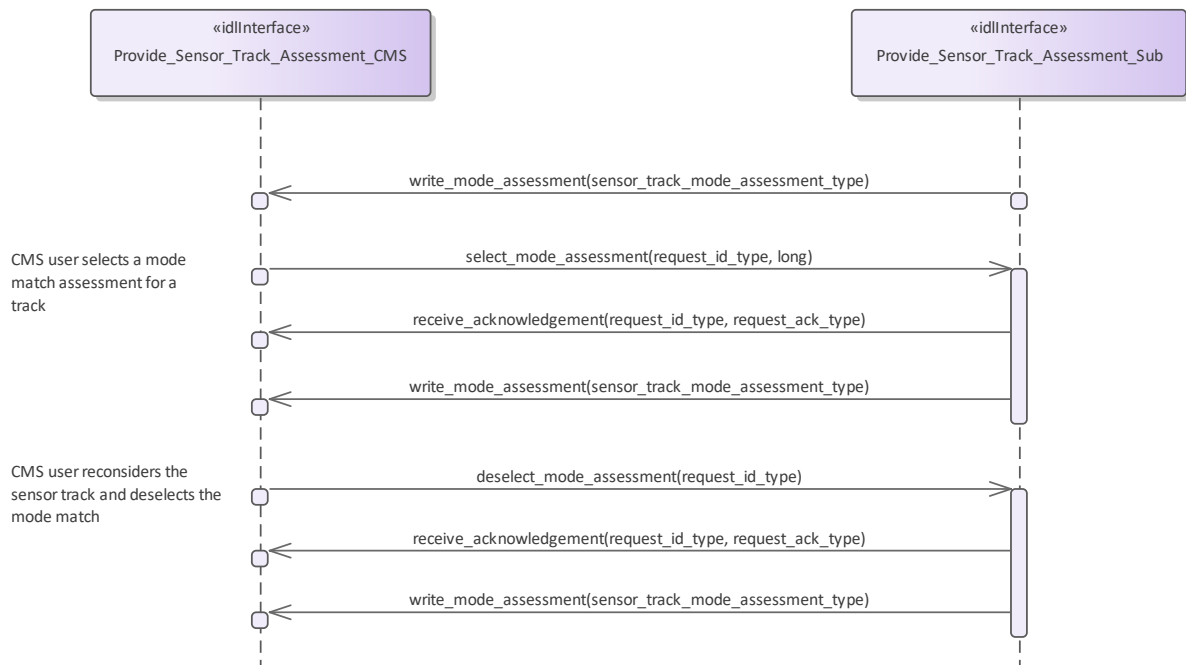 «idlInterface»
Provide_Sensor_Track_Assessment_CMS
«idlInterface»
Provide_Sensor_Track_Assessment_Sub
write_mode_assessment(sensor_track_mode_assessment_type)
CMS user selects a mode
match assessment for a
track
select_mode_assessment(request_id_type, long)
receive_acknowledgement(request_id_type, request_ack_type)
write_mode_assessment(sensor_track_mode_assessment_type)
CMS user reconsiders the
sensor track and deselects the
mode match
deselect_mode_assessment(request_id_type)
receive_acknowledgement(request_id_type, request_ack_type)
write_mode_assessment(sensor_track_mode_assessment_type)